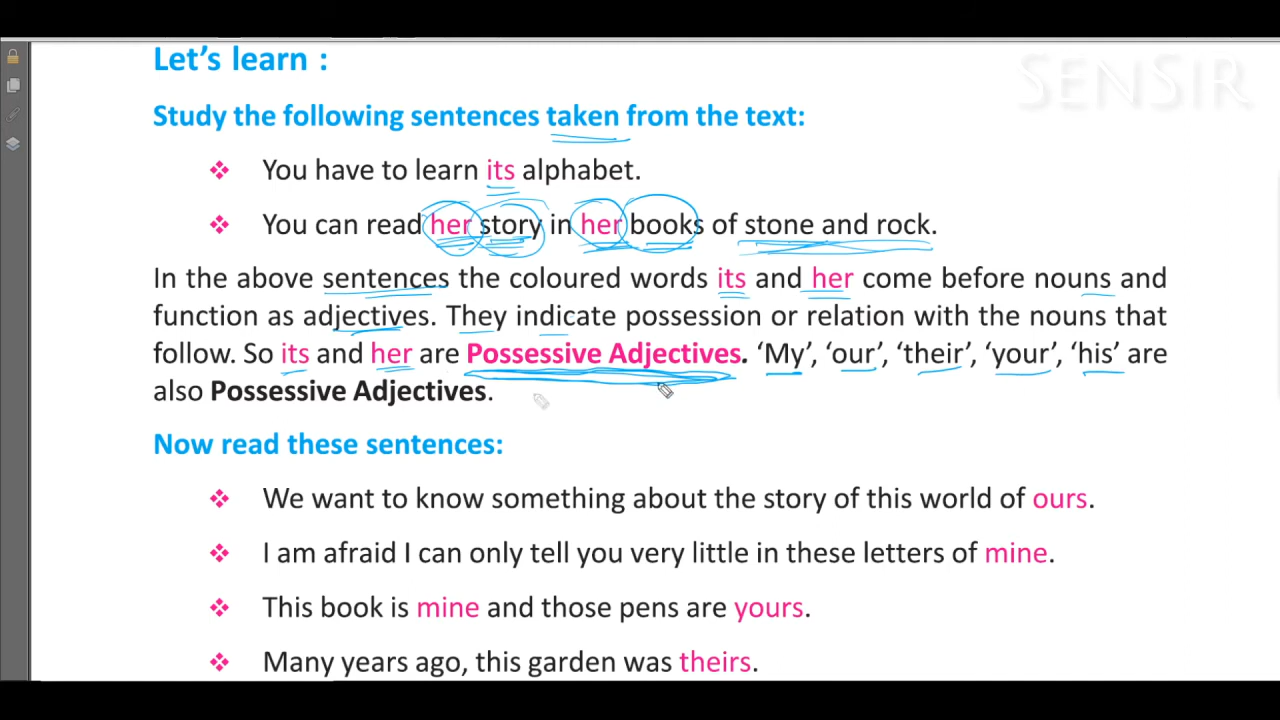 SENSIR
Let's learn :
Study the following sentences taken from the text:
❖ You have to learn its alphabet.
❖ You can read her story in her books of stone and rock.
In the above sentences the coloured words its and her come before nouns and
function as adjectives. They indicate possession or relation with the nouns that
follow. So its and her are Possessive Adjectives. ‘My’, ‘our’, ‘their’, ‘your’, ‘his’ are
also Possessive Adjectives.
Now read these sentences:
❖ We want to know something about the story of this world of ours.
❖ I am afraid I can only tell you very little in these letters of mine.
❖ This book is mine and those pens are yours.
❖ Many years ago, this garden was theirs.